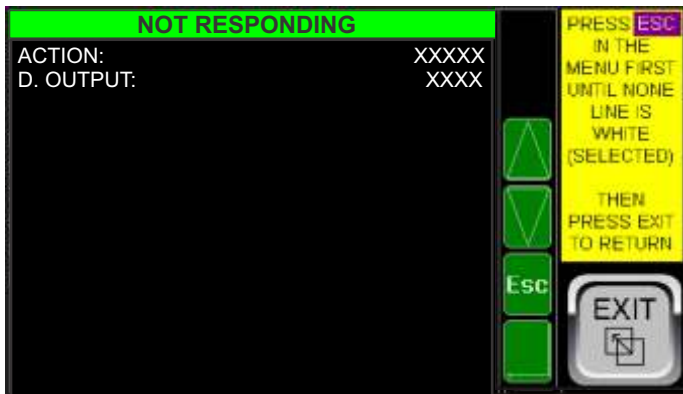 NOT RESPONDING
ACTION: XXXXX
D. OUTPUT: XXXX
Esc
PRESS ESC
IN THE
MENU FIRST
UNTIL NONE
LINE IS
WHITE
(SELECTED)
THEN
PRESS EXIT
TO RETURN
EXIT